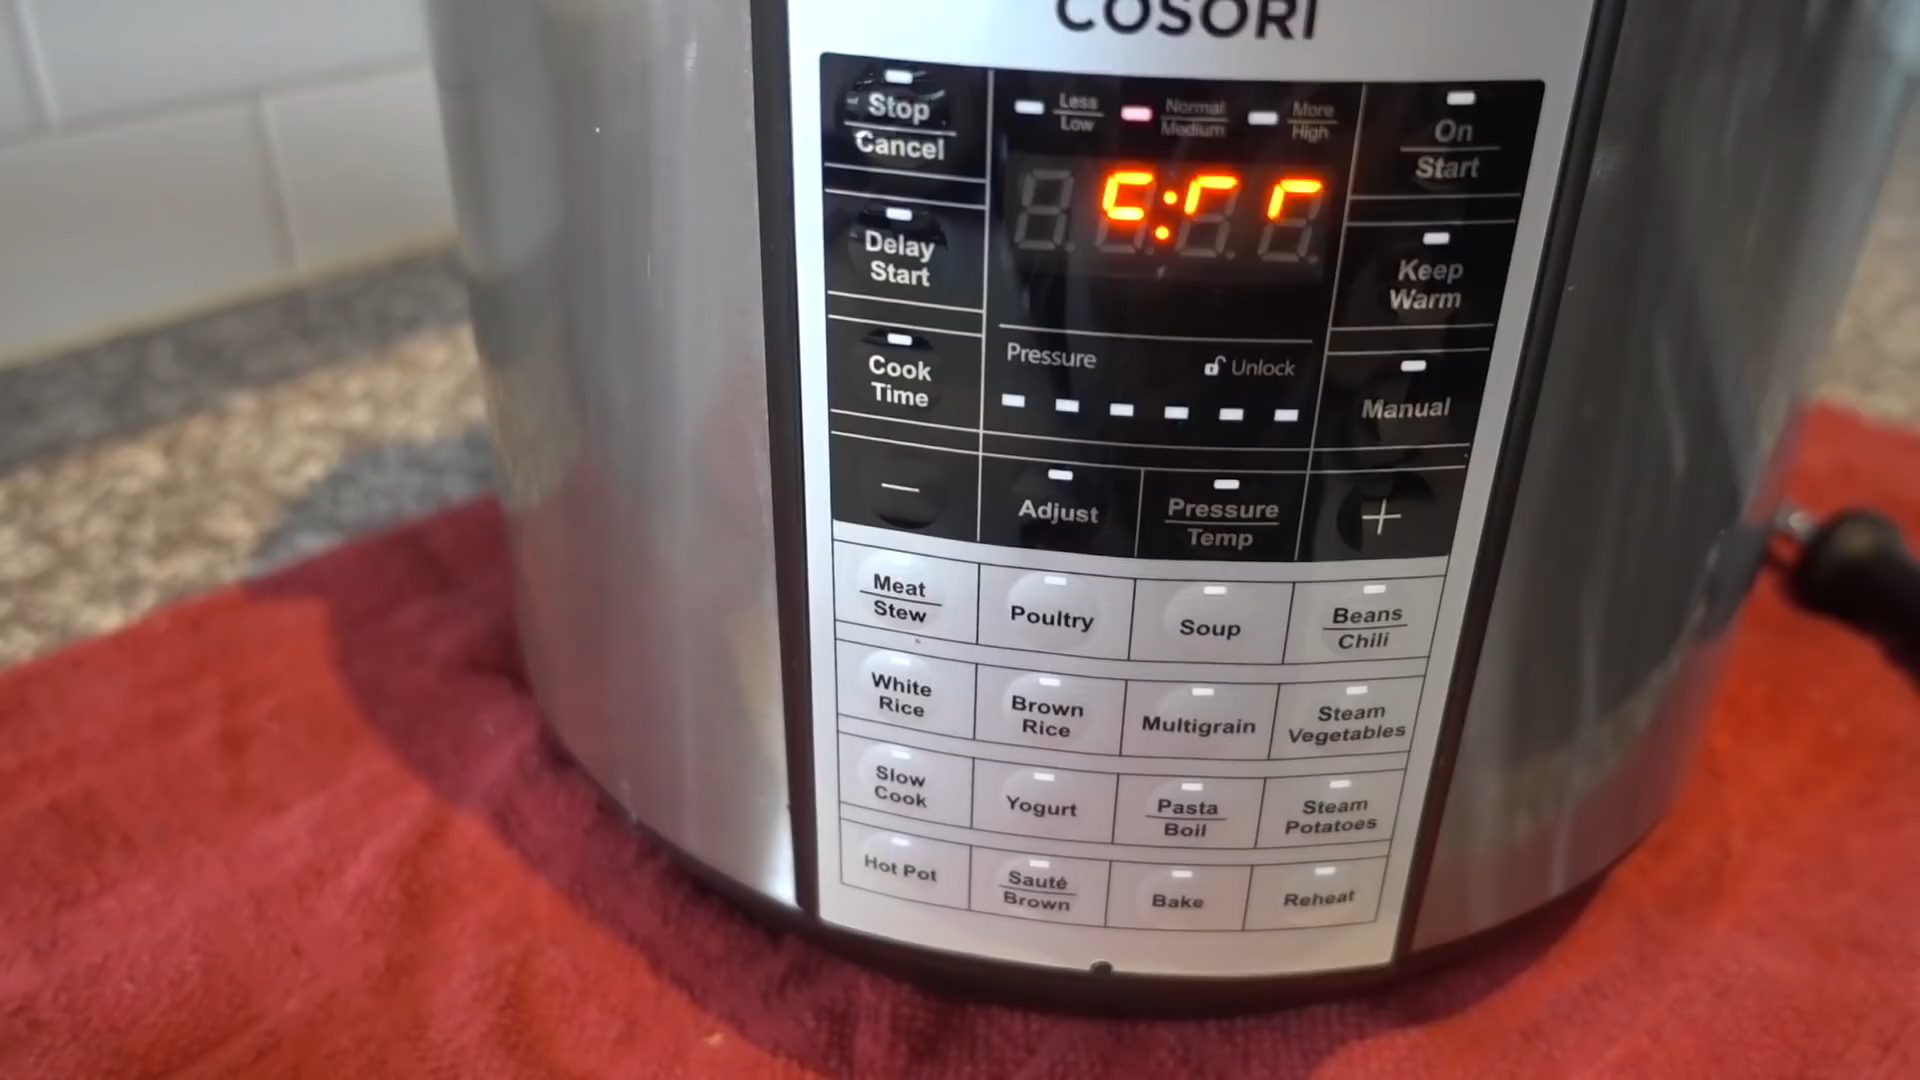 COSORI
Stop
Cancel
Less
Low
Normal
Medium
More
High
On
Start
c:rr
Delay
Start
Keep
Warm
Pressure
Unlock
Cook
Time
Manual
—
Adjust
Pressure
Temp
+
Meat
Stew
Poultry
Soup
Beans
Chili
White
Rice
Brown
Rice
Multigrain
Steam
Vegetables
Slow
Cook
Yogurt
Pasta
Boil
Steam
Potatoes
Hot Pot
Sauté
Brown
Bake
Reheat